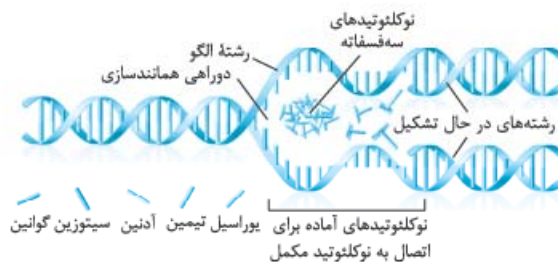 نوکلئوتیدهای
سه‌فسفاته
رشتهٔ الگو
دوراهی همانندسازی
رشته‌های در حال تشکیل
نوکلئوتیدهای آماده برای
اتصال به نوکلئوتید مکمل
یوراسیل تیمین آدنین سیتوزین گوانین